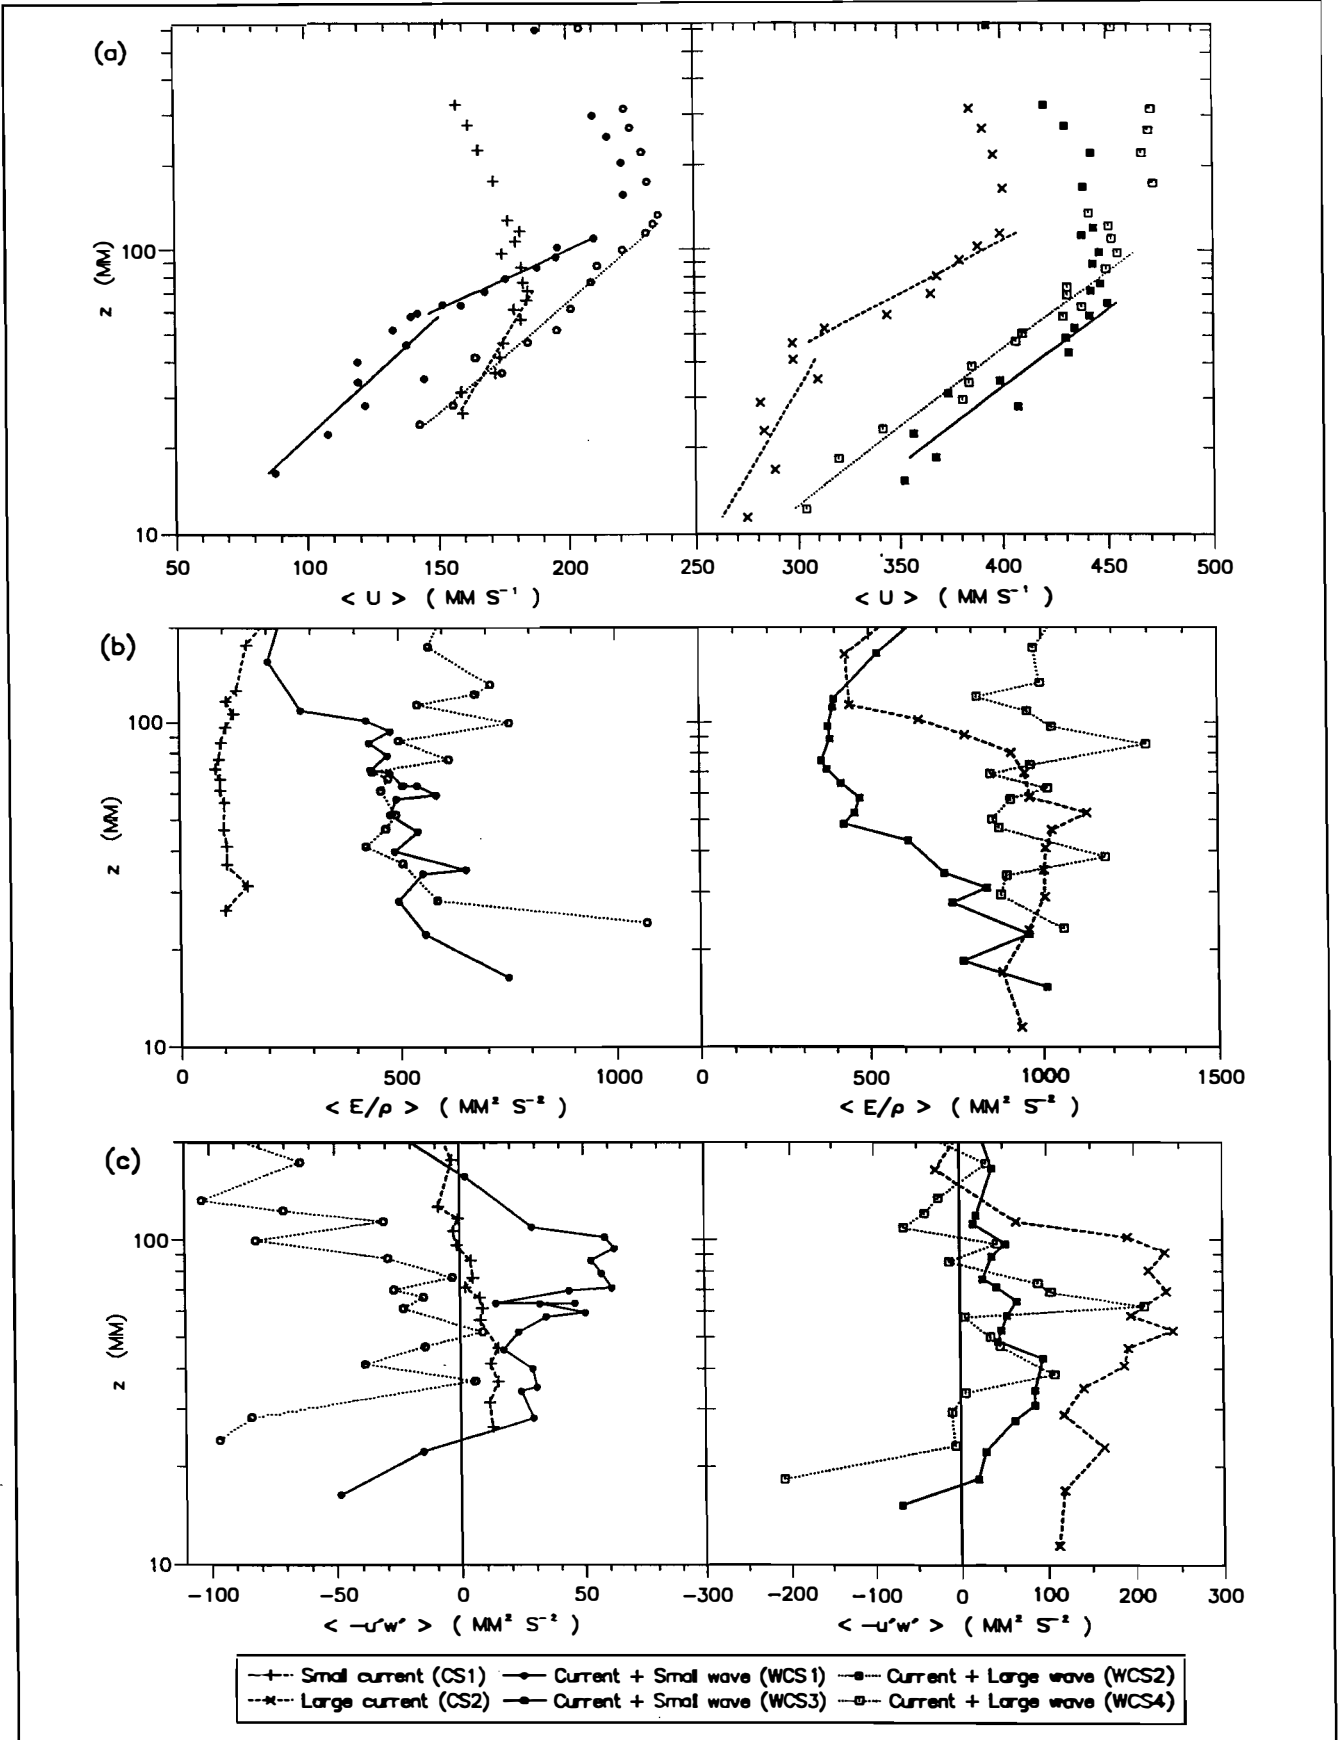 (a)
100
10
Z (MM)
50 100 150 200 250 300 350 400 450 500
< U > ( MM S⁻¹ ) < U > ( MM S⁻¹ )
(b)
100
10
Z (MM)
0 500 1000 0 500 1000 1500
< E/ρ > ( MM² S⁻² ) < E/ρ > ( MM² S⁻² )
(c)
100
10
Z (MM)
-100 -50 0 50 -300 -200 -100 0 100 200 300
< -u'w' > ( MM² S⁻² ) < -u'w' > ( MM² S⁻² )
Small current (CS1) Current + Small wave (WCS1) Current + Large wave (WCS2)
Large current (CS2) Current + Small wave (WCS3) Current + Large wave (WCS4)